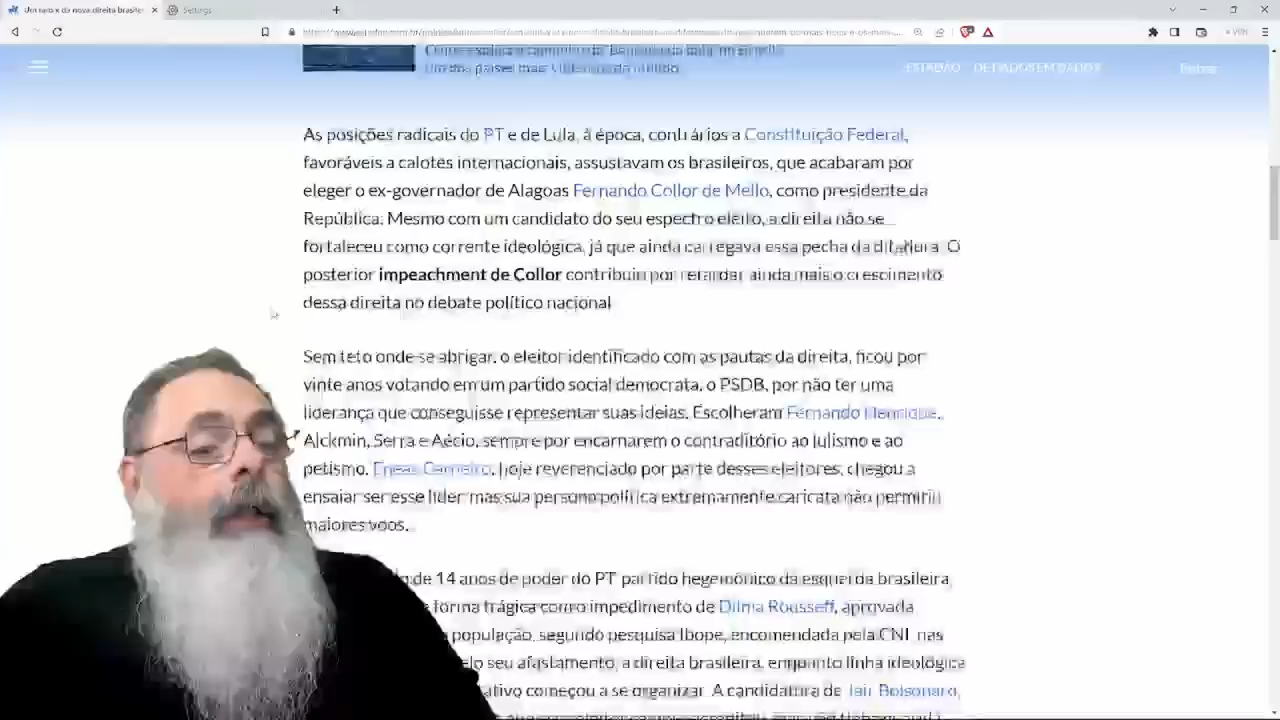 Um raio x da nova direita brasilei
Settings
ESTADÃO
Entrar
As posições radicais do PT e de Lula, à época, contrários a Constituição Federal,
favoráveis a calotes internacionais, assustavam os brasileiros, que acabaram por
eleger o ex-governador de Alagoas Fernando Collor de Mello, como presidente da
República. Mesmo com um candidato do seu espectro eleito, a direita não se
fortaleceu como corrente ideológica, já que ainda carregava essa pecha da ditadura. O
posterior impeachment de Collor contribuiu por retardar ainda mais o crescimento
dessa direita no debate político nacional
Sem teto onde se abrigar, o eleitor identificado com as pautas da direita, ficou por
vinte anos votando em um partido social democrata, o PSDB, por não ter uma
liderança que conseguisse representar suas ideias. Escolheram Fernando Henrique,
Alckmin, Serra e Aécio, sempre por encarnarem o contraditório ao lulismo e ao
petismo. Eneas Carneiro, hoje reverenciado por parte desses eleitores, chegou a
ensaiar ser esse líder mas sua persona política extremamente caricata não permitiu
maiores voos.
de 14 anos de poder do PT partido hegemônico da esquerda brasileira
forma trágica com o impedimento de Dilma Rousseff, aprovada
população, segundo pesquisa Ibope, encomendada pela CNI nas
pelo seu afastamento, a direita brasileira, enquanto linha ideológica
começou a se organizar. A candidatura de Jair Bolsonaro,